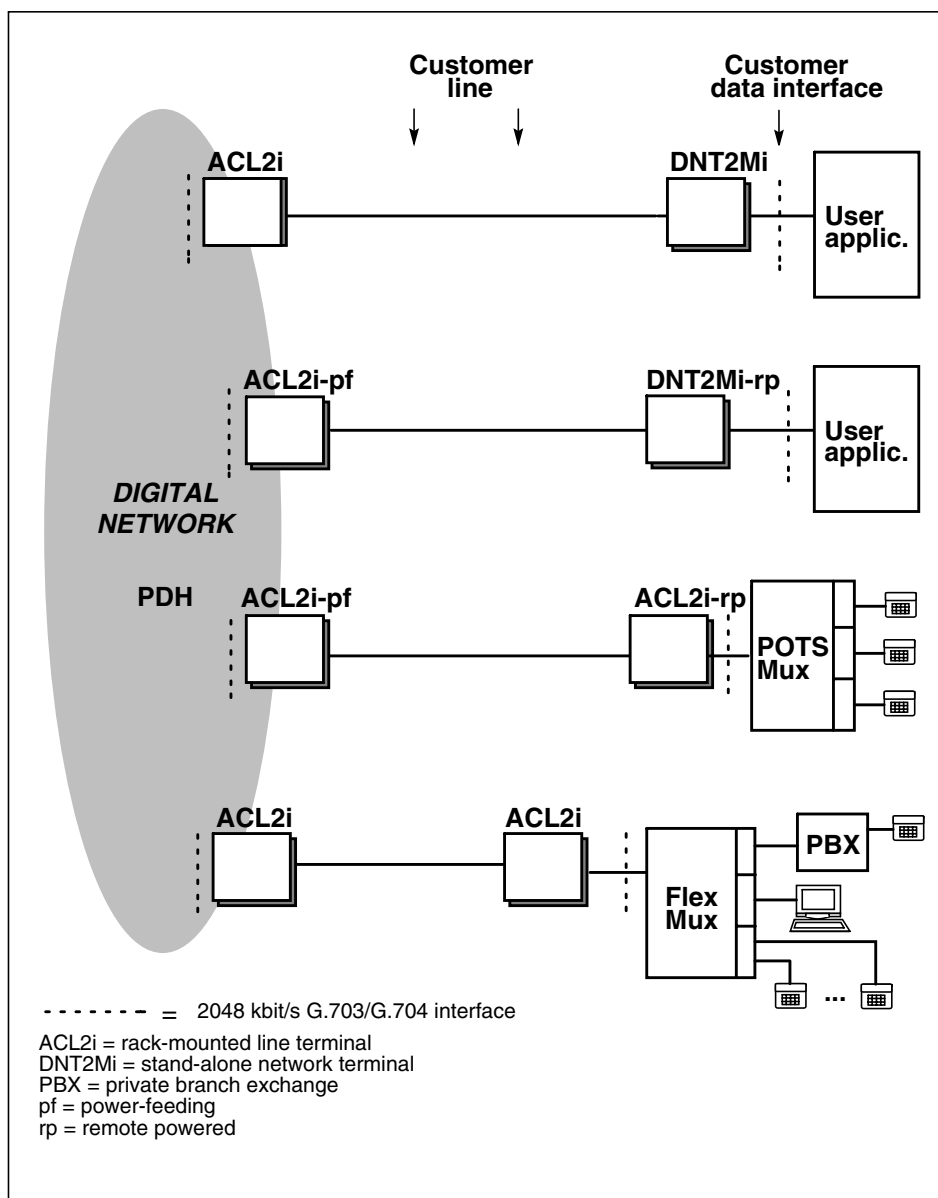 Customer
line
Customer
data interface
ACL2i
DNT2Mi
User
applic.
ACL2i-pf
DNT2Mi-rp
User
applic.
DIGITAL
NETWORK
PDH
ACL2i-pf
ACL2i-rp
POTS
Mux
ACL2i
ACL2i
PBX
Flex
Mux
...
= 2048 kbit/s G.703/G.704 interface
ACL2i = rack-mounted line terminal
DNT2Mi = stand-alone network terminal
PBX = private branch exchange
pf = power-feeding
rp = remote powered